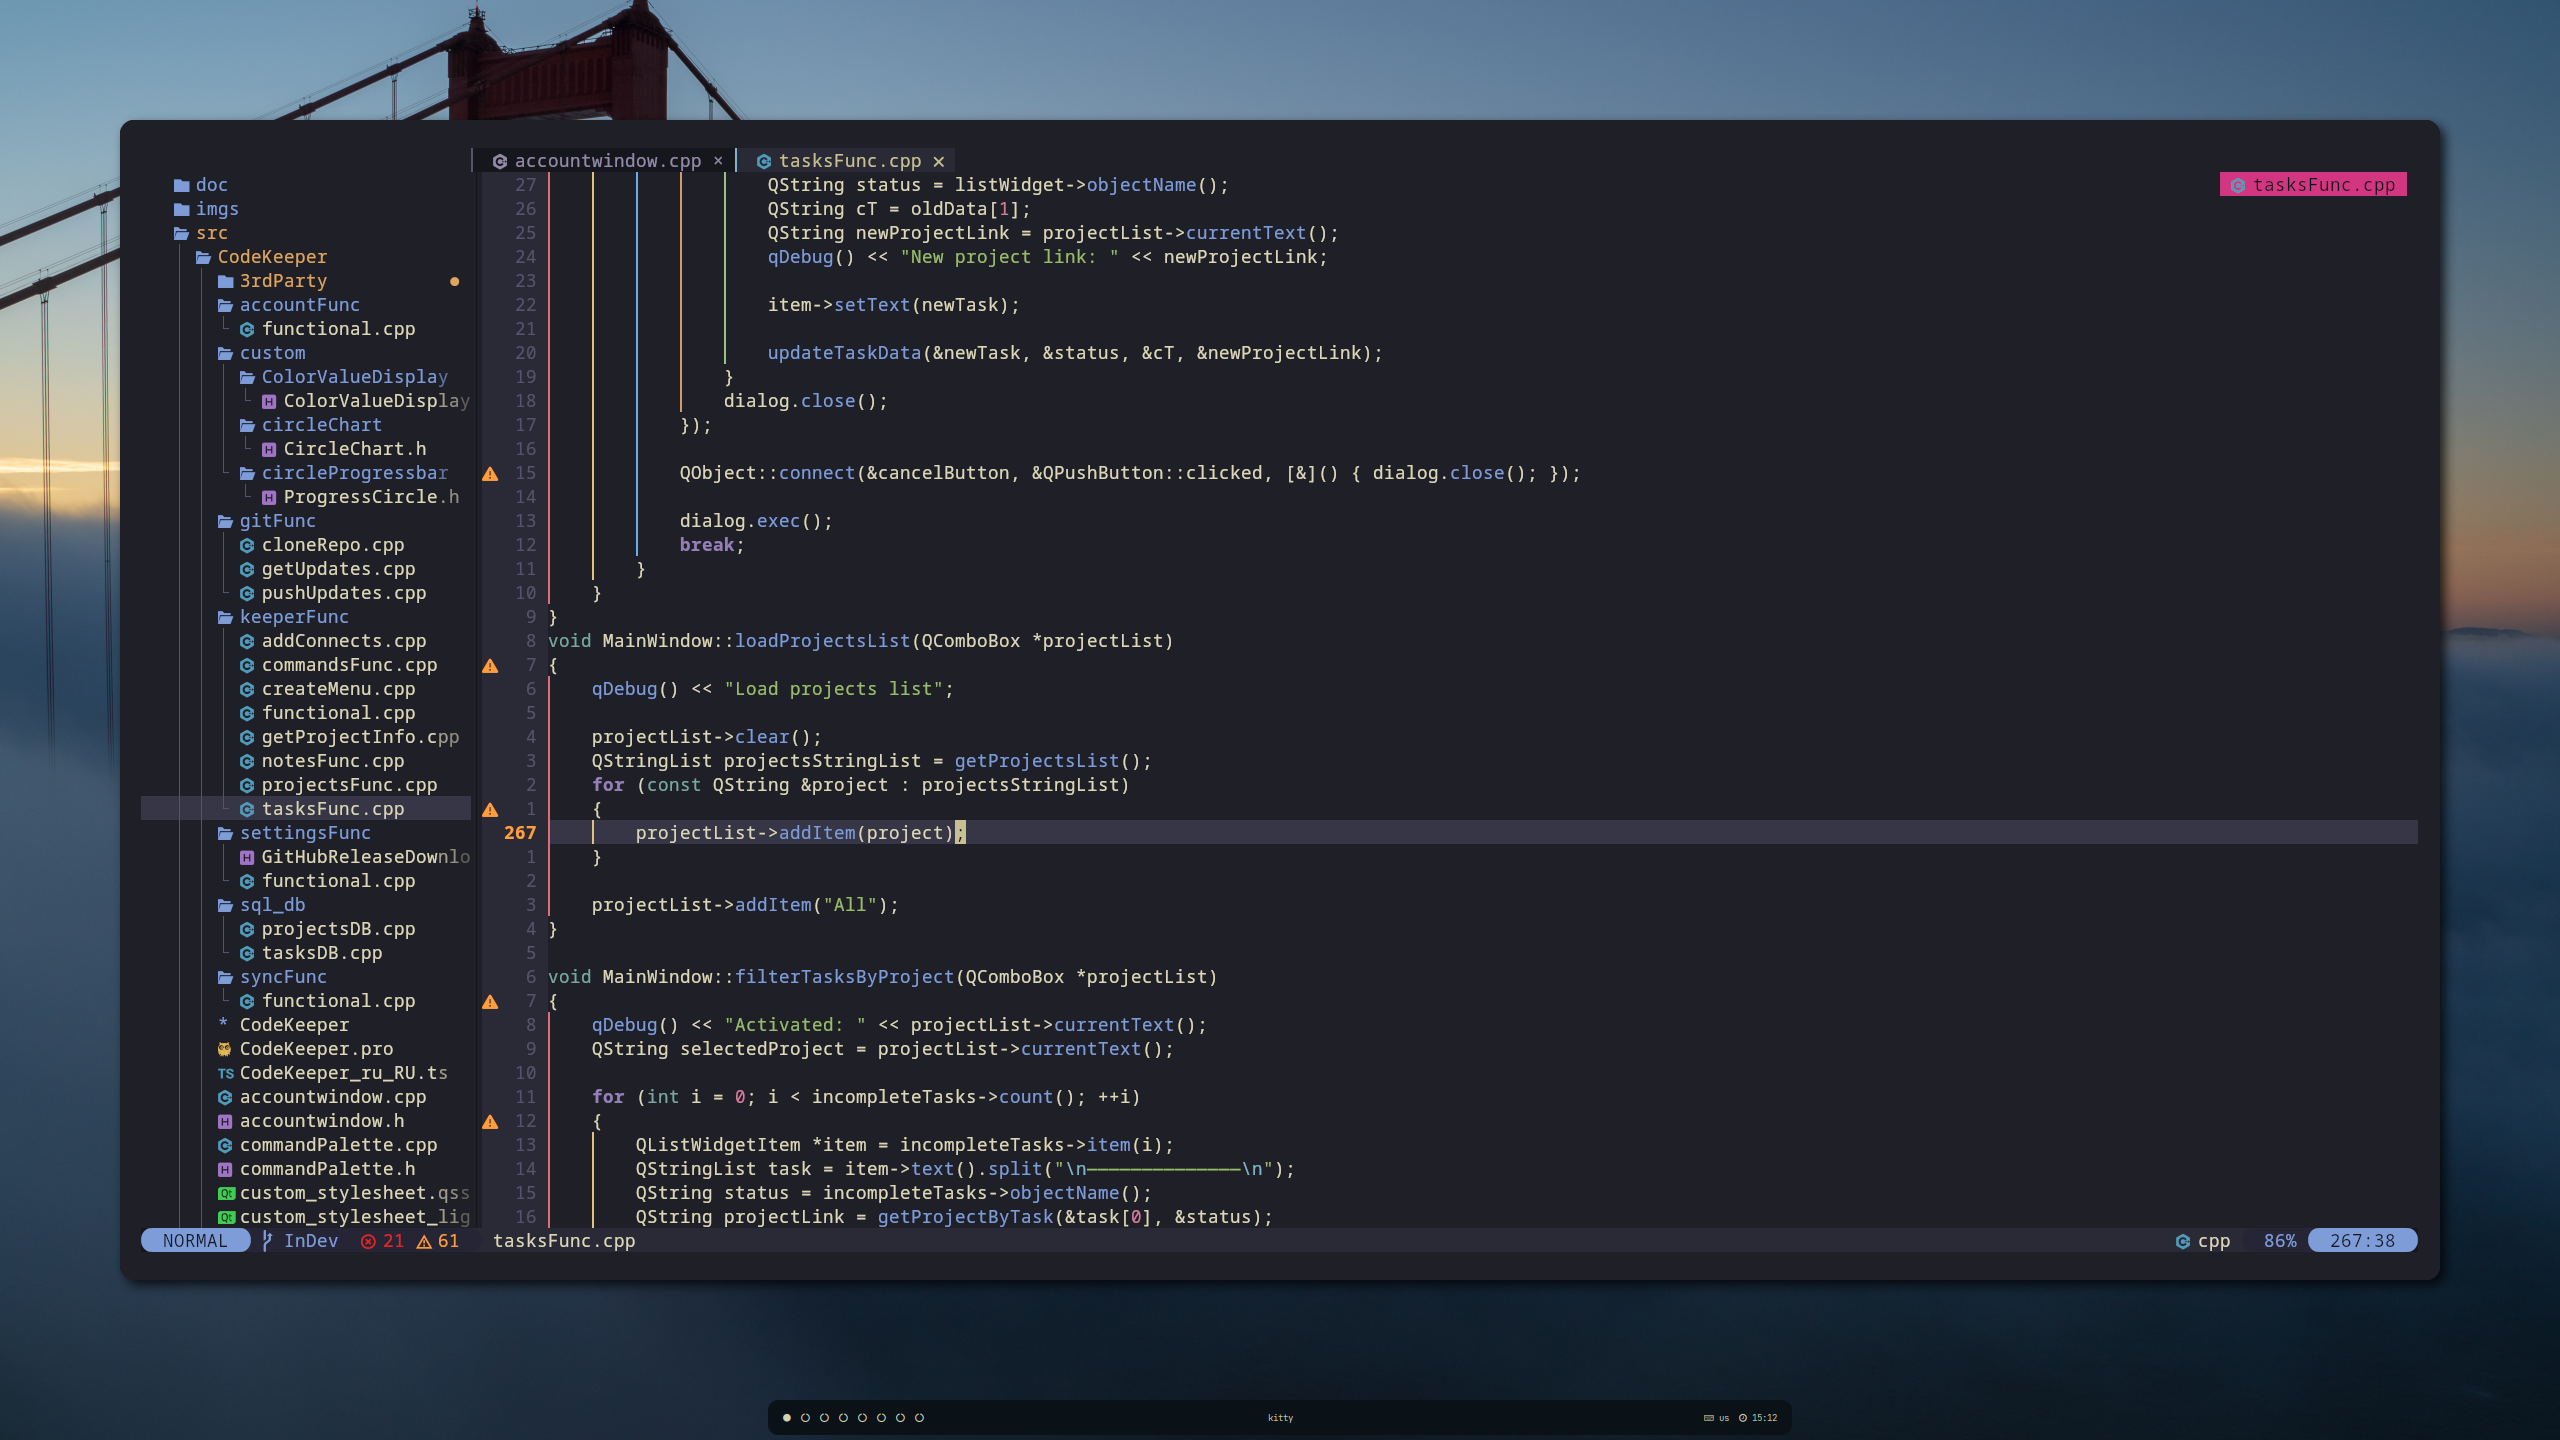 accountwindow.cpp ×
tasksFunc.cpp ×
doc
imgs
src
CodeKeeper
3rdParty
accountFunc
functional.cpp
custom
ColorValueDisplay
ColorValueDisplay
circleChart
CircleChart.h
circleProgressbar
ProgressCircle.h
gitFunc
cloneRepo.cpp
getUpdates.cpp
pushUpdates.cpp
keeperFunc
addConnects.cpp
commandsFunc.cpp
createMenu.cpp
functional.cpp
getProjectInfo.cpp
notesFunc.cpp
projectsFunc.cpp
tasksFunc.cpp
settingsFunc
GitHubReleaseDownlo
functional.cpp
sql_db
projectsDB.cpp
tasksDB.cpp
syncFunc
functional.cpp
* CodeKeeper
CodeKeeper.pro
TS CodeKeeper_ru_RU.ts
accountwindow.cpp
H accountwindow.h
commandPalette.cpp
H commandPalette.h
Qt custom_stylesheet.qss
Qt custom_stylesheet_lig
27 QString status = listWidget->objectName();
tasksFunc.cpp
26 QString cT = oldData[1];
25 QString newProjectLink = projectList->currentText();
24 qDebug() << "New project link: " << newProjectLink;
23
22 item->setText(newTask);
21
20 updateTaskData(&newTask, &status, &cT, &newProjectLink);
19 }
18 dialog.close();
17 });
16
15 QObject::connect(&cancelButton, &QPushButton::clicked, [&]() { dialog.close(); });
14
13 dialog.exec();
12 break;
11 }
10 }
9 }
8 void MainWindow::loadProjectsList(QComboBox *projectList)
7 {
6 qDebug() << "Load projects list";
5
4 projectList->clear();
3 QStringList projectsStringList = getProjectsList();
2 for (const QString &project : projectsStringList)
1 {
267 projectList->addItem(project);
1 }
2
3 projectList->addItem("All");
4 }
5
6 void MainWindow::filterTasksByProject(QComboBox *projectList)
7 {
8 qDebug() << "Activated: " << projectList->currentText();
9 QString selectedProject = projectList->currentText();
10
11 for (int i = 0; i < incompleteTasks->count(); ++i)
12 {
13 QListWidgetItem *item = incompleteTasks->item(i);
14 QStringList task = item->text().split("\n──────────────\n");
15 QString status = incompleteTasks->objectName();
16 QString projectLink = getProjectByTask(&task[0], &status);
NORMAL InDev 21 61 tasksFunc.cpp cpp 86% 267:38
kitty us 15:12